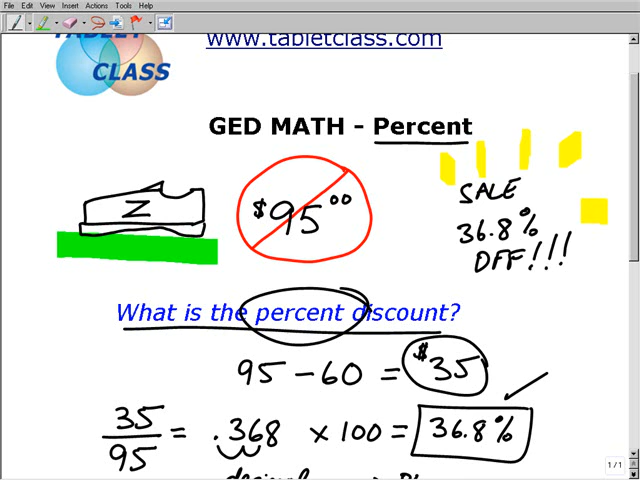 File Edit View Insert Actions Tools Help
TABLET
CLASS
www.tabletclass.com
GED MATH - Percent
Z
$95.00
SALE
36.8%
OFF!!!
What is the percent discount?
95 - 60 = $35
35/95 = .368 x 100 = 36.8%
decimal
1/1